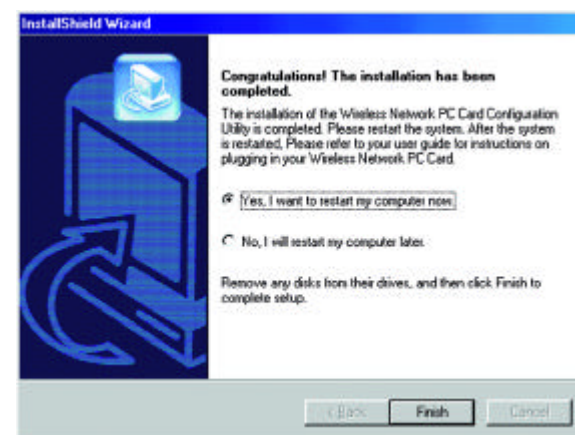 InstallShield Wizard
Congratulations! The installation has been
completed.
The installation of the Wireless Network PC Card Configuration
Utility is completed. Please restart the system. After the system
is restarted, Please refer to your user guide for instructions on
plugging in your Wireless Network PC Card.
Yes, I want to restart my computer now.
No, I will restart my computer later.
Remove any disks from their drives, and then click Finish to
complete setup.
< Back Finish Cancel